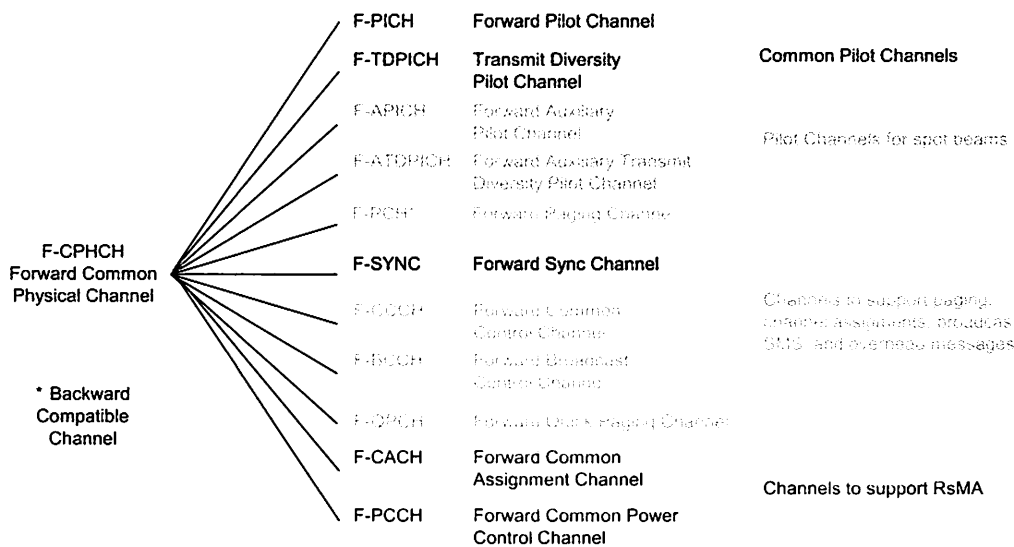 F-PICH Forward Pilot Channel
Common Pilot Channels
F-TDPICH Transmit Diversity
Pilot Channel
F-APICH Forward Auxiliary
Pilot Channel
Pilot Channels for spot beams
F-ATDPICH Forward Auxiliary Transmit
Diversity Pilot Channel
F-PCH* Forward Paging Channel
F-CPHCH
Forward Common
Physical Channel
F-SYNC Forward Sync Channel
F-CCCH Forward Common
Control Channel
Channels to support paging,
channel assigments, broadcas
SMS, and overhead messages
F-BCCH Forward Broadcast
Control Channel
* Backward
Compatible
Channel
F-QPCH Forward Quick Paging Channel
F-CACH Forward Common
Assignment Channel
Channels to support RsMA
F-PCCH Forward Common Power
Control Channel